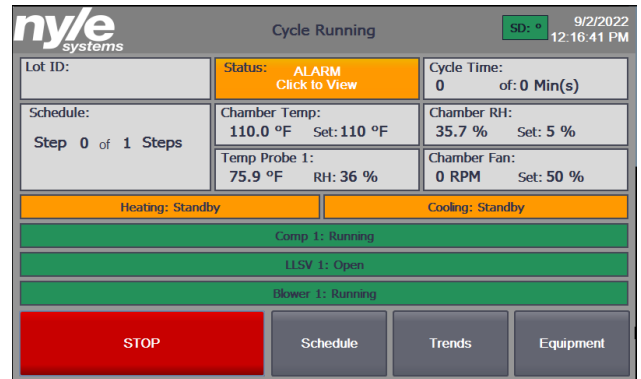 nyle
systems
Cycle Running
SD: °
9/2/2022
12:16:41 PM
Lot ID:
Status:
ALARM
Click to View
Cycle Time:
0 of: 0 Min(s)
Schedule:
Step 0 of 1 Steps
Chamber Temp:
110.0 ºF Set: 110 ºF
Chamber RH:
35.7 % Set: 5 %
Temp Probe 1:
75.9 ºF RH: 36 %
Chamber Fan:
0 RPM Set: 50 %
Heating: Standby
Cooling: Standby
Comp 1: Running
LLSV 1: Open
Blower 1: Running
STOP
Schedule
Trends
Equipment